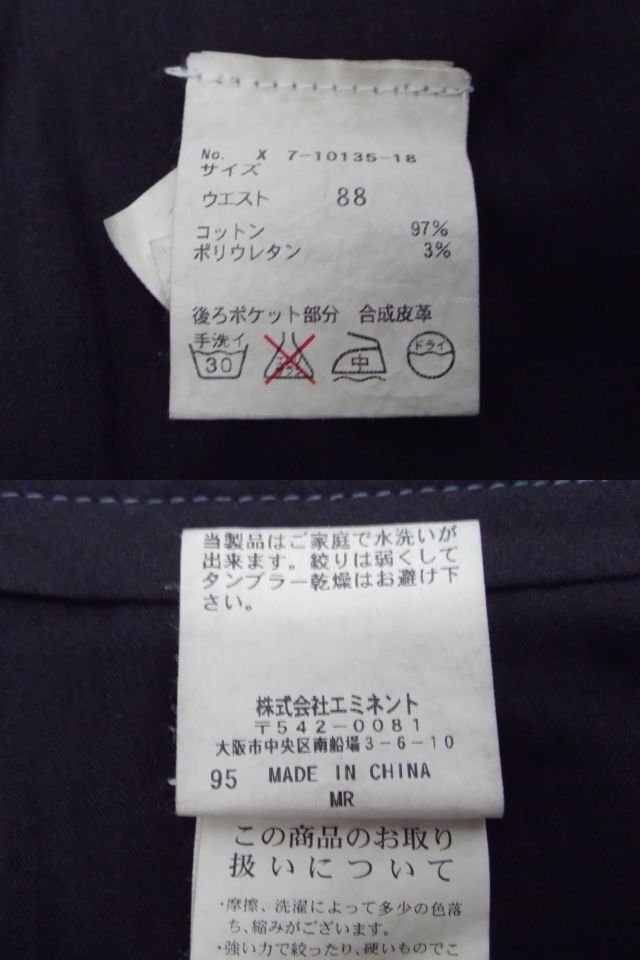 No. X 7-10135-18
サイズ
ウエスト 88
コットン 97%
ポリウレタン 3%
後ろポケット部分 合成皮革
手洗イ
30
中
ドライ
当製品はご家庭で水洗いが
出来ます。絞りは弱くして
タンブラー乾燥はお避け下
さい。
株式会社エミネント
〒542-0081
大阪市中央区南船場3-6-10
95 MADE IN CHINA
MR
この商品のお取り
扱いについて
・摩擦、洗濯によって多少の色落
ち、縮みがございます。
・強い力で絞ったり、硬いものでこ